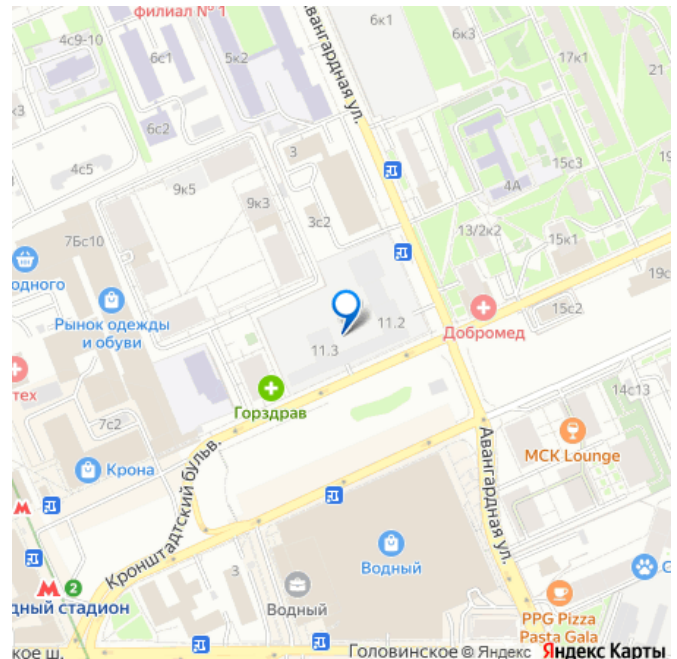 филиал № 1
6к1
4с9-10
6с1
5к2
6к3
17к1
21
Авангардная ул.
к3
6с2
3
4с5
15с3
4А
9к5
9к3
3с2
13/2к2
15к1
7Бс10
одного
19с
Рынок одежды
и обуви
15с2
Добромед
11.2
11.3
тех
Горздрав
14с13
7с2
МСК Lounge
Крона
Кронштадтский бульв.
Авангардная ул.
Водный
3
2
дный стадион
Водный
PPG Pizza
Pasta Gala
кое ш.
Головинское
© Яндекс
Яндекс Карты